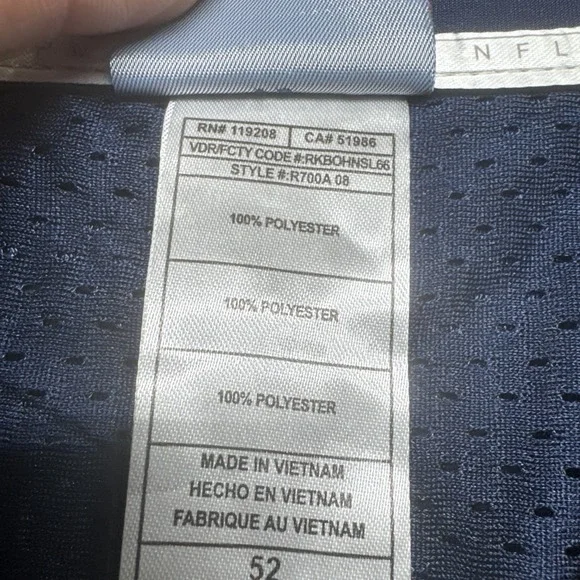 N F L
RN# 119208 CA# 51986
VDR/FCTY CODE #:RKBOHNSL66
STYLE #:R700A 08
100% POLYESTER
100% POLYESTER
100% POLYESTER
MADE IN VIETNAM
HECHO EN VIETNAM
FABRIQUE AU VIETNAM
52